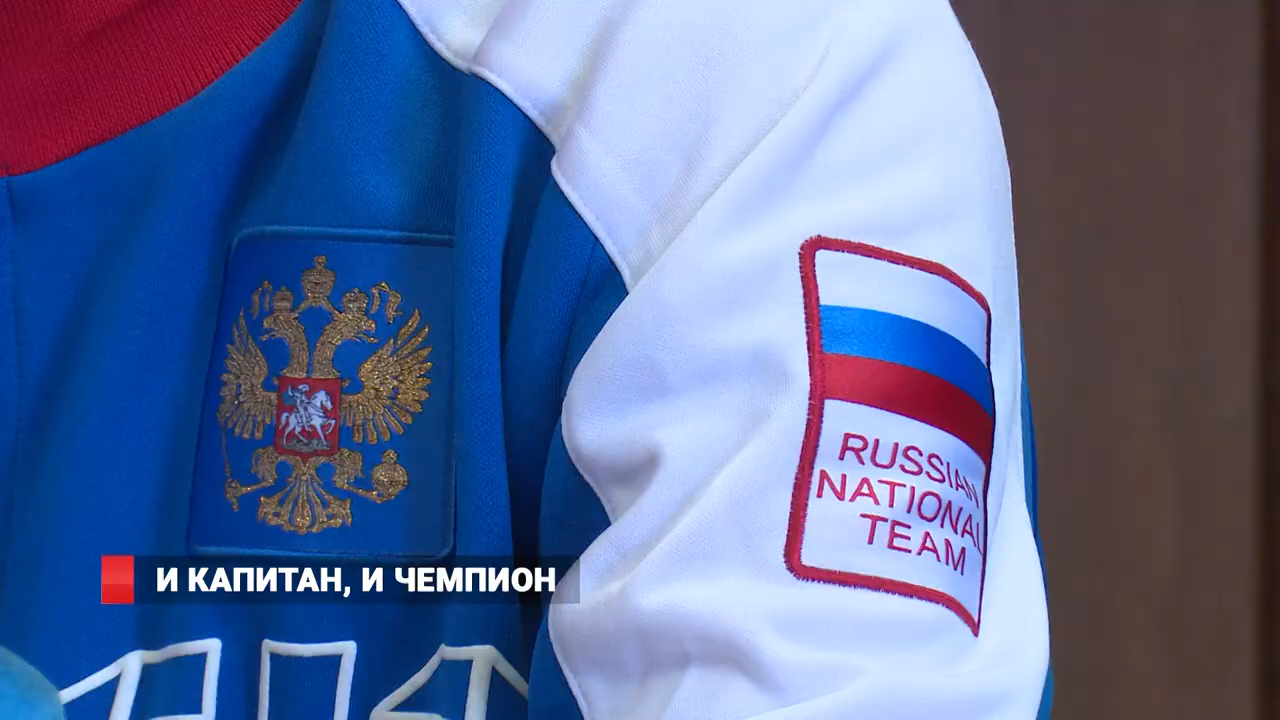 RUSSIAN
NATIONAL
TEAM
И КАПИТАН, И ЧЕМПИОН